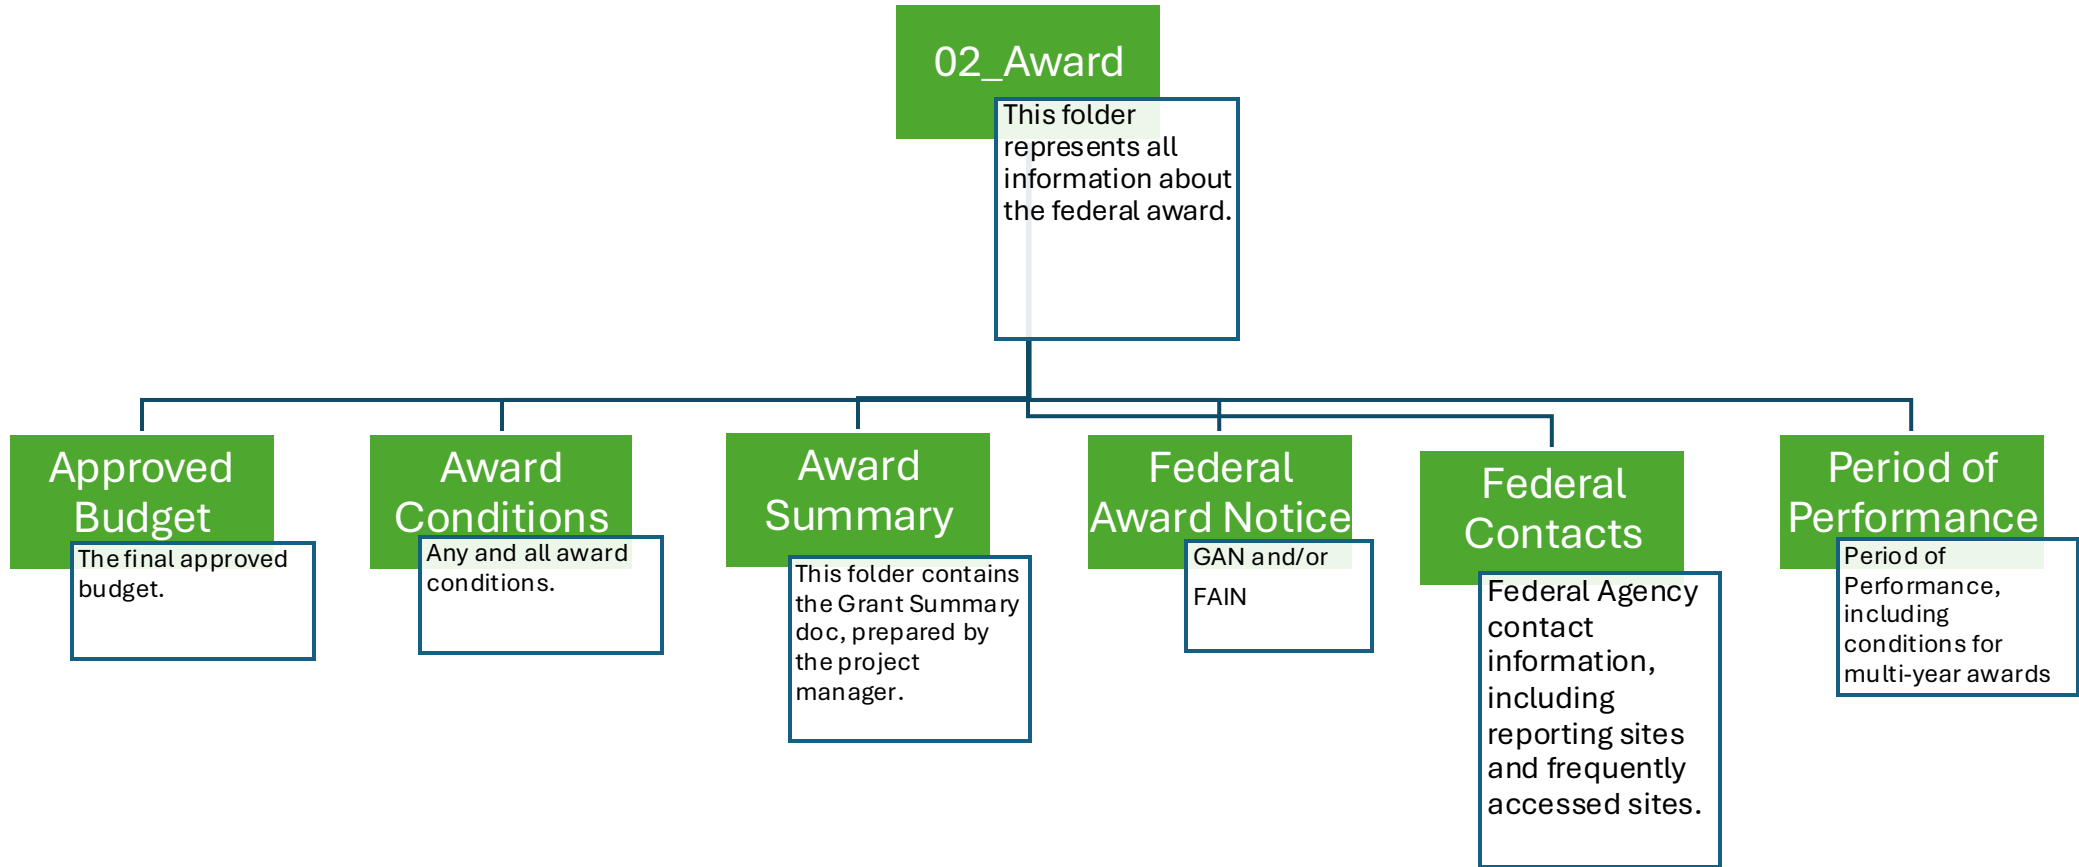 02_Award
This folder
represents all
information about
the federal award.
Approved
Budget
The final approved
budget.
Award
Conditions
Any and all award
conditions.
Award
Summary
This folder contains
the Grant Summary
doc, prepared by
the project
manager.
Federal
Award Notice
GAN and/or
FAIN
Federal
Contacts
Federal Agency
contact
information,
including
reporting sites
and frequently
accessed sites.
Period of
Performance
Period of
Performance,
including
conditions for
multi-year awards